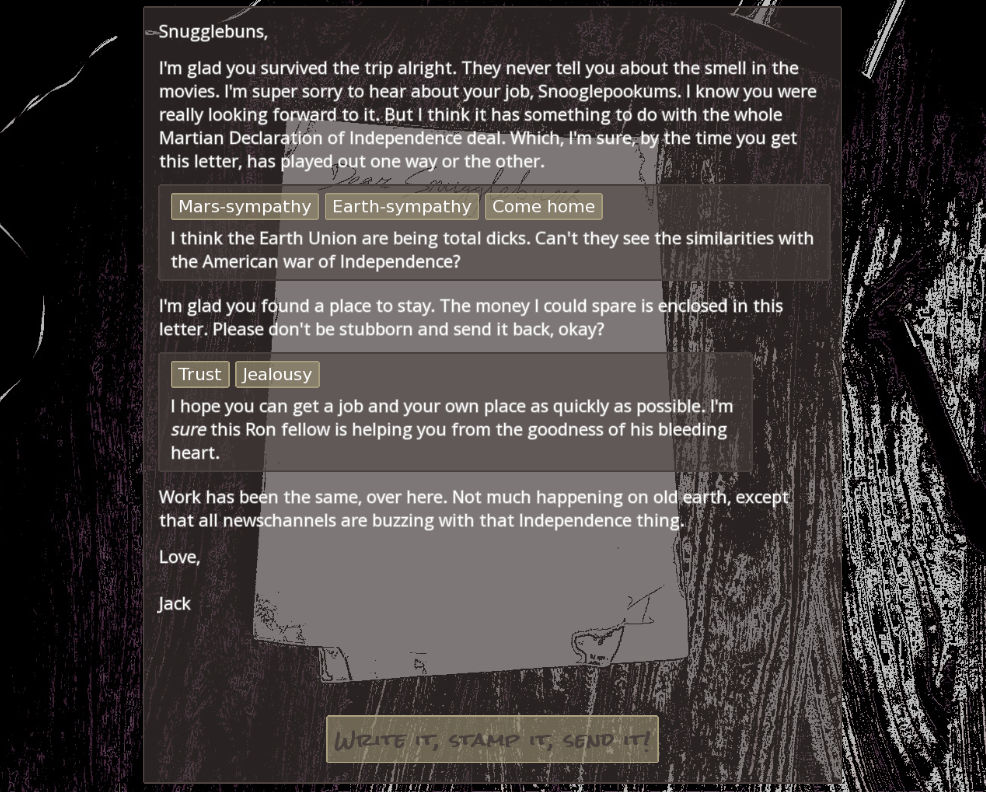 Snugglebuns,
I'm glad you survived the trip alright. They never tell you about the smell in the
movies. I'm super sorry to hear about your job, Snooglepookums. I know you were
really looking forward to it. But I think it has something to do with the whole
Martian Declaration of Independence deal. Which, I'm sure, by the time you get
this letter, has played out one way or the other.
Dear Snugglebuns
Mars-sympathy Earth-sympathy Come home
I think the Earth Union are being total dicks. Can't they see the similarities with
the American war of Independence?
I'm glad you found a place to stay. The money I could spare is enclosed in this
letter. Please don't be stubborn and send it back, okay?
Trust Jealousy
I hope you can get a job and your own place as quickly as possible. I'm
sure this Ron fellow is helping you from the goodness of his bleeding
heart.
Work has been the same, over here. Not much happening on old earth, except
that all newschannels are buzzing with that Independence thing.
Love,
Jack
Write it, stamp it, send it!